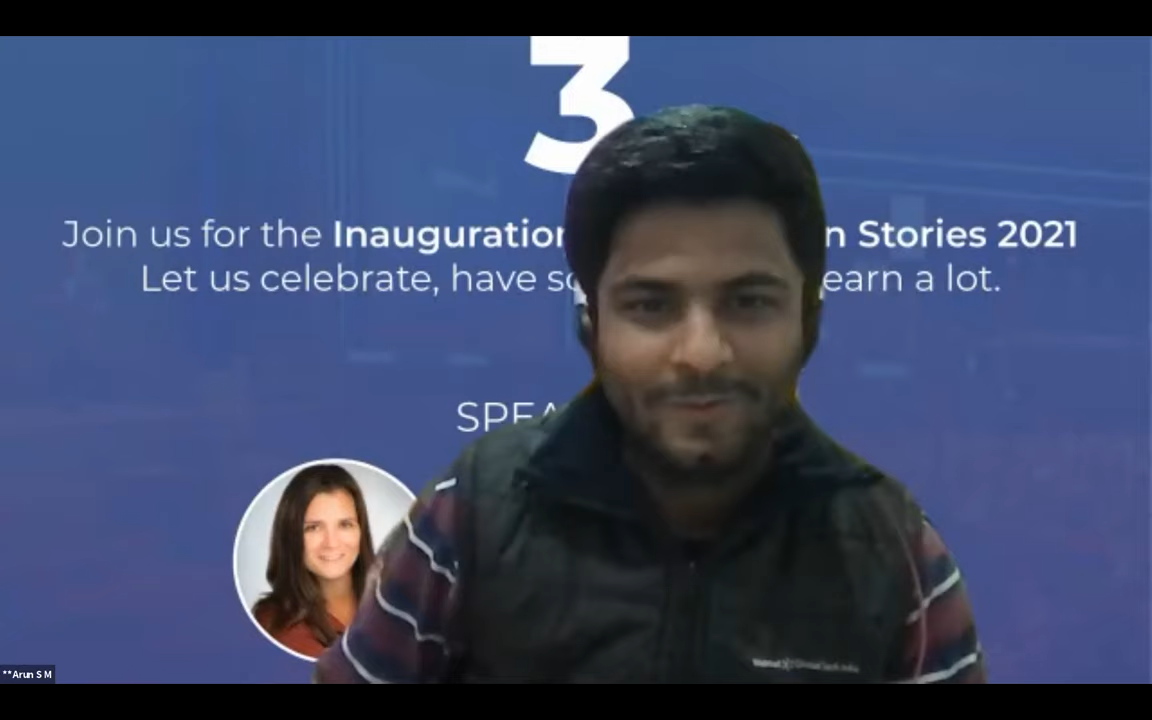 3
Join us for the Inauguration n Stories 2021
Let us celebrate, have so earn a lot.
SPEA
**Arun S M